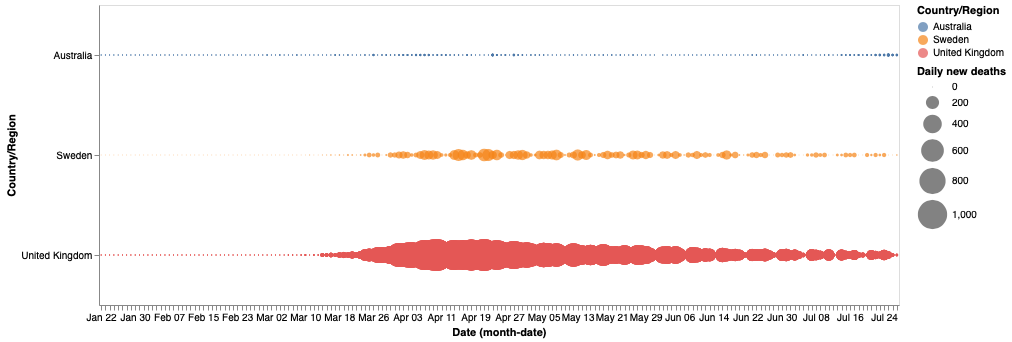 Country/Region
Australia
Sweden
United Kingdom
Jan 22 Jan 30 Feb 07 Feb 15 Feb 23 Mar 02 Mar 10 Mar 18 Mar 26 Apr 03 Apr 11 Apr 19 Apr 27 May 05 May 13 May 21 May 29 Jun 06 Jun 14 Jun 22 Jun 30 Jul 08 Jul 16 Jul 24
Date (month-date)
Country/Region
Australia
Sweden
United Kingdom
Daily new deaths
0
200
400
600
800
1,000